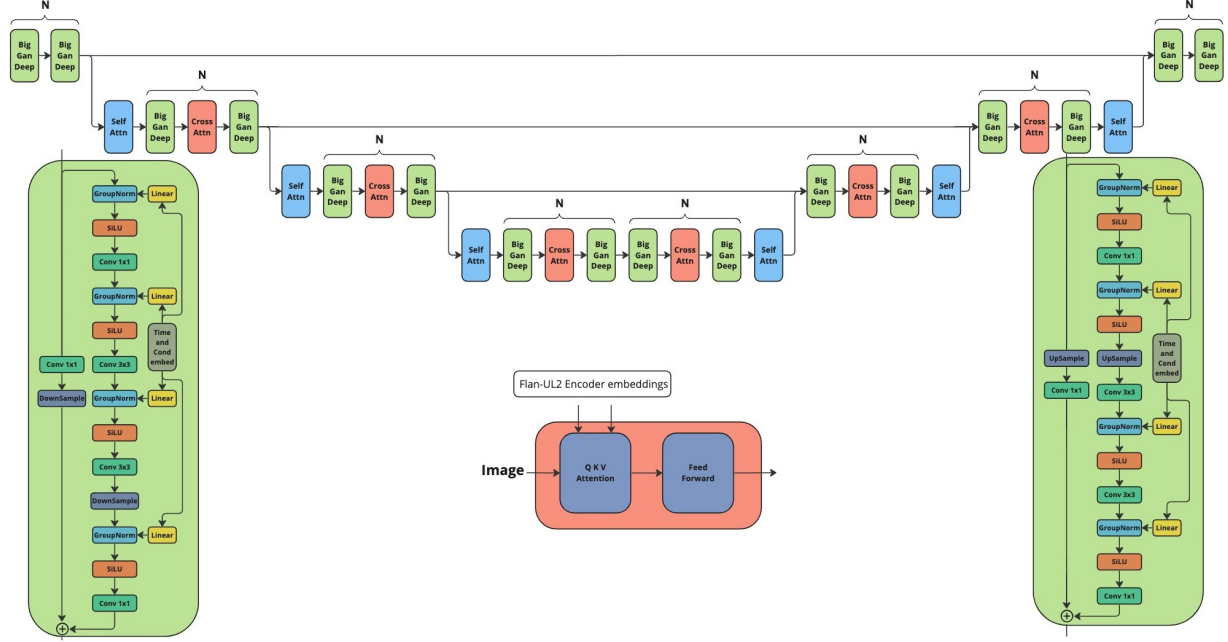 N
N
Big
Gan
Deep
Big
Gan
Deep
Big
Gan
Deep
Big
Gan
Deep
N
N
Self
Attn
Big
Gan
Deep
Cross
Attn
Big
Gan
Deep
Big
Gan
Deep
Cross
Attn
Big
Gan
Deep
Self
Attn
N
N
Self
Attn
Big
Gan
Deep
Cross
Attn
Big
Gan
Deep
Big
Gan
Deep
Cross
Attn
Big
Gan
Deep
Self
Attn
N
N
Self
Attn
Big
Gan
Deep
Cross
Attn
Big
Gan
Deep
Big
Gan
Deep
Cross
Attn
Big
Gan
Deep
Self
Attn
GroupNorm
Linear
SiLU
Conv 1x1
GroupNorm
Linear
SiLU
Time
and
Cond
embed
Conv 1x1
Conv 3x3
DownSample
GroupNorm
Linear
SiLU
Conv 3x3
DownSample
GroupNorm
Linear
SiLU
Conv 1x1
Flan-UL2 Encoder embeddings
Image
Q K V
Attention
Feed
Forward
GroupNorm
Linear
SiLU
Conv 1x1
GroupNorm
Linear
SiLU
Time
and
Cond
embed
UpSample
UpSample
Conv 1x1
Conv 3x3
GroupNorm
Linear
SiLU
Conv 3x3
GroupNorm
Linear
SiLU
Conv 1x1